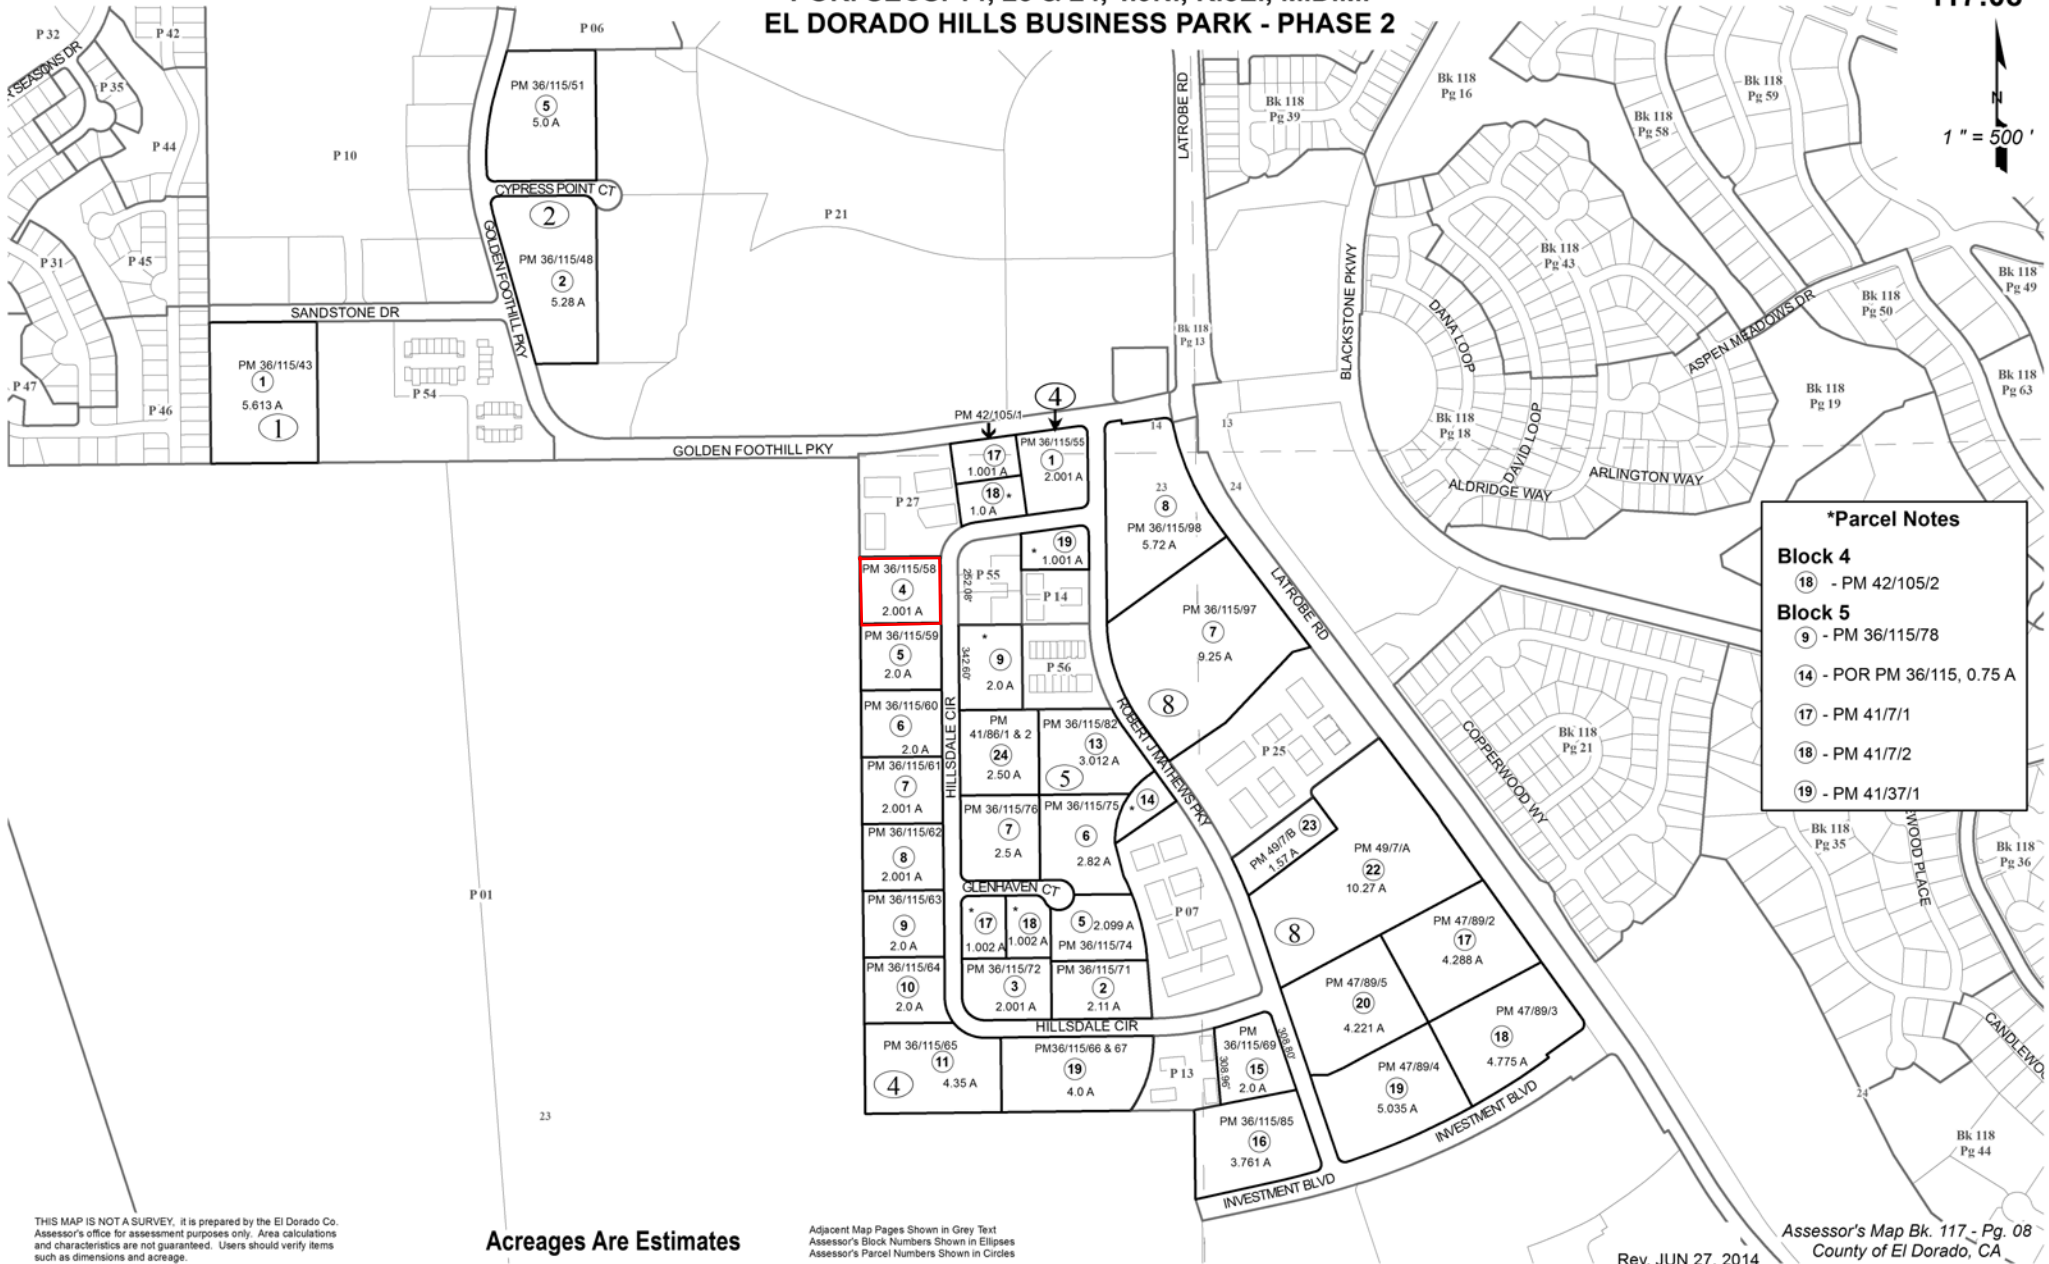 EL DORADO HILLS BUSINESS PARK - PHASE 2
N
1 " = 500 '
P 32
P 42
P 06
P 35
P 44
P 10
P 31
P 45
P 47
P 46
P 54
P 21
PM 36/115/51
5
5.0 A
CYPRESS POINT CT
2
PM 36/115/48
2
5.28 A
GOLDEN FOOTHILL PKY
SANDSTONE DR
PM 36/115/43
1
5.613 A
1
GOLDEN FOOTHILL PKY
LATROBE RD
Bk 118
Pg 39
Bk 118
Pg 16
Bk 118
Pg 58
Bk 118
Pg 59
Bk 118
Pg 43
Bk 118
Pg 49
Bk 118
Pg 50
Bk 118
Pg 63
Bk 118
Pg 19
Bk 118
Pg 18
Bk 118
Pg 13
BLACKSTONE PKWY
DANA LOOP
DAVID LOOP
ASPEN MEADOWS DR
ARLINGTON WAY
ALDRIDGE WAY
4
PM 42/105/1
17
1.001 A
PM 36/115/55
1
2.001 A
18 *
1.0 A
P 27
14
13
23
24
8
PM 36/115/98
5.72 A
* 19
1.001 A
P 55
252.08'
P 14
PM 36/115/58
4
2.001 A
PM 36/115/59
5
2.0 A
PM 36/115/60
6
2.0 A
PM 36/115/61
7
2.001 A
PM 36/115/62
8
2.001 A
PM 36/115/63
9
2.0 A
PM 36/115/64
10
2.0 A
PM 36/115/65
11
4.35 A
4
HILLSDALE CIR
342.60'
*
9
2.0 A
P 56
PM
41/86/1 & 2
24
2.50 A
PM 36/115/82
13
3.012 A
5
PM 36/115/76
7
2.5 A
PM 36/115/75
6
2.82 A
* 14
GLENHAVEN CT
* 17
1.002 A
* 18
1.002 A
5 2.099 A
PM 36/115/74
PM 36/115/72
3
2.001 A
PM 36/115/71
2
2.11 A
P 07
HILLSDALE CIR
PM36/115/66 & 67
19
4.0 A
P 13
PM
36/115/69
15
2.0 A
308.96'
308.80'
PM 36/115/85
16
3.761 A
INVESTMENT BLVD
ROBERT J MATHEWS PKY
LATROBE RD
PM 36/115/97
7
9.25 A
8
P 25
PM 49/7/B 23
1.57 A
PM 49/7/A
22
10.27 A
8
PM 47/89/2
17
4.288 A
PM 47/89/5
20
4.221 A
PM 47/89/3
18
4.775 A
PM 47/89/4
19
5.035 A
INVESTMENT BLVD
COPPERWOOD WY
Bk 118
Pg 21
*Parcel Notes
Block 4
18 - PM 42/105/2
Block 5
9 - PM 36/115/78
14 - POR PM 36/115, 0.75 A
17 - PM 41/7/1
18 - PM 41/7/2
19 - PM 41/37/1
Bk 118
Pg 35
Bk 118
Pg 36
24
Bk 118
Pg 44
P 01
23
THIS MAP IS NOT A SURVEY, it is prepared by the El Dorado Co.
Assessor's office for assessment purposes only. Area calculations
and characteristics are not guaranteed. Users should verify items
such as dimensions and acreage.
Acreages Are Estimates
Adjacent Map Pages Shown in Grey Text
Assessor's Block Numbers Shown in Ellipses
Assessor's Parcel Numbers Shown in Circles
Assessor's Map Bk. 117 - Pg. 08
County of El Dorado, CA
Rev. JUN 27, 2014